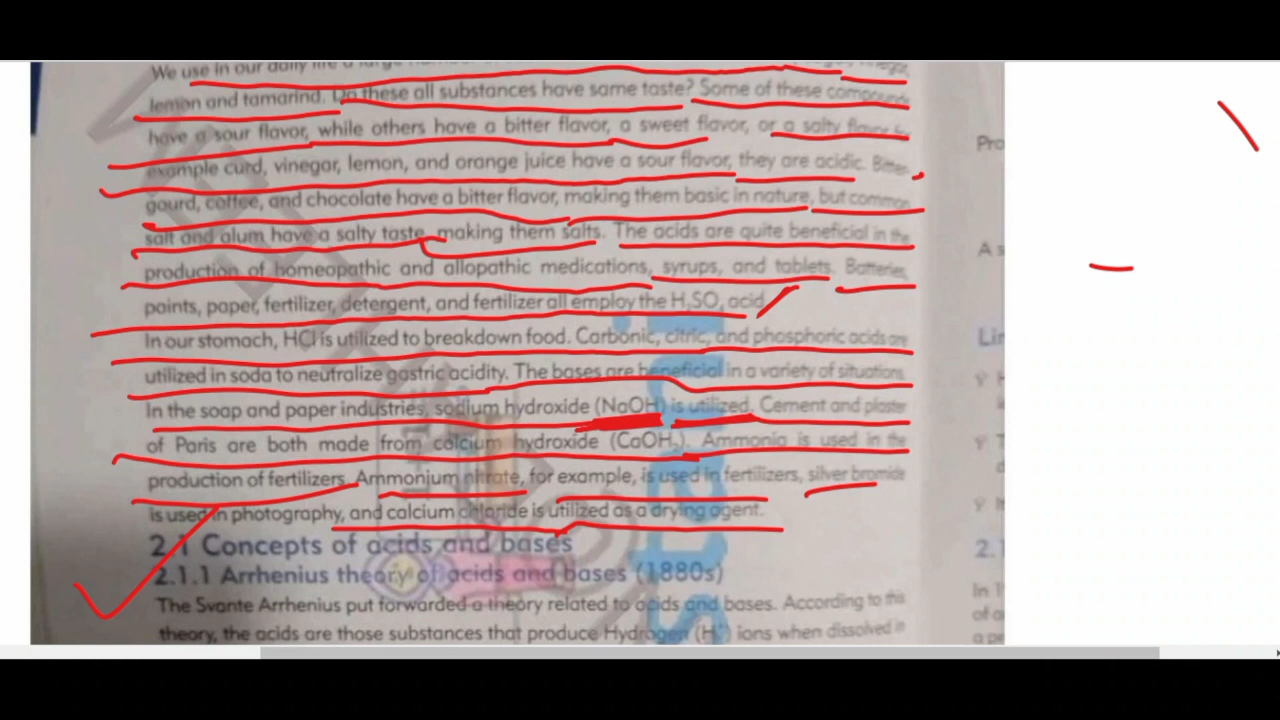 We use in our daily life a large
lemon and tamarind. Do these all substances have same taste? Some of these compounds
have a sour flavor, while others have a bitter flavor, a sweet flavor, or a salty flavor for
example curd, vinegar, lemon, and orange juice have a sour flavor, they are acidic. Bitter
gourd, coffee, and chocolate have a bitter flavor, making them basic in nature, but common
salt and alum have a salty taste, making them salts. The acids are quite beneficial in the
production of homeopathic and allopathic medications, syrups, and tablets. Batteries,
paints, paper, fertilizer, detergent, and fertilizer all employ the H₂SO₄ acid.
In our stomach, HCl is utilized to breakdown food. Carbonic, citric, and phosphoric acids are
utilized in soda to neutralize gastric acidity. The bases are beneficial in a variety of situations.
In the soap and paper industries, sodium hydroxide (NaOH) is utilized. Cement and plaster
of Paris are both made from calcium hydroxide (CaOH₂). Ammonia is used in the
production of fertilizers. Ammonium nitrate, for example, is used in fertilizers, silver bromide
is used in photography, and calcium chloride is utilized as a drying agent.
2.1 Concepts of acids and bases
2.1.1 Arrhenius theory of acids and bases (1880s)
The Svante Arrhenius put forwarded a theory related to acids and bases. According to this
theory, the acids are those substances that produce Hydrogen (H⁺) ions when dissolved in
Pro
A s
Lin
H
T
d
It
2.1
In 1
of a
a p